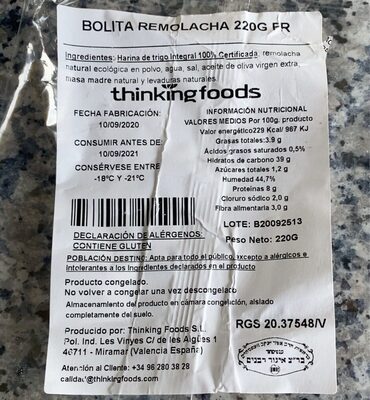 BOLITA REMOLACHA 220G FR
Ingredientes: Harina de trigo Integral 100% Certificada, remolacha
natural ecológica en polvo, agua, sal, aceite de oliva virgen extra,
masa madre natural y levaduras naturales.
thinkingfoods
FECHA FABRICACIÓN:
10/09/2020
CONSUMIR ANTES DE:
10/09/2021
CONSÉRVESE ENTRE
-18ºC Y -21ºC
INFORMACIÓN NUTRICIONAL
VALORES MEDIOS Por 100g. producto
Valor energético229 Kcal/ 967 KJ
Grasas totales:3.9 g
Ácidos grasos saturados 0,5%
Hidratos de carbono 39 g
Azúcares totales 1,2 g
Humedad 44,7%
Proteínas 8 g
Cloruro sódico 2,0 g
Fibra alimentaria 3,0 g
DECLARACIÓN DE ALÉRGENOS:
CONTIENE GLUTEN
LOTE: B20092513
Peso Neto: 220G
POBLACIÓN DESTINO: Apta para todo el público, excepto a alérgicos e
intolerantes a los ingredientes declarados en el producto
Producto congelado.
No volver a congelar una vez descongelado
Almacenamiento del producto en cámara congelación, aislado
completamente del suelo.
Producido por: Thinking Foods S.L.
Pol. Ind. Les Vinyes C/ de les Aigües 1
46711 - Miramar (Valencia España)
Atención al Cliente: +34 96 280 38 28
calidad@thinkingfoods.com
RGS 20.37548/V